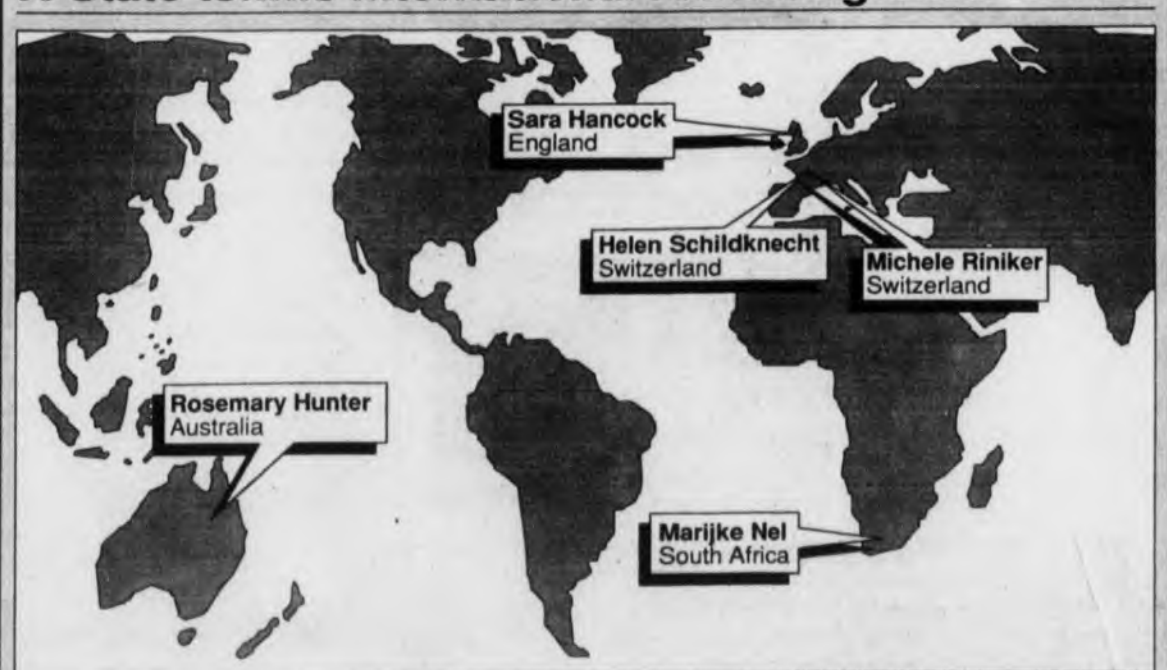 Sara Hancock
England
Helen Schildknecht
Switzerland
Michele Riniker
Switzerland
Rosemary Hunter
Australia
Marijke Nel
South Africa